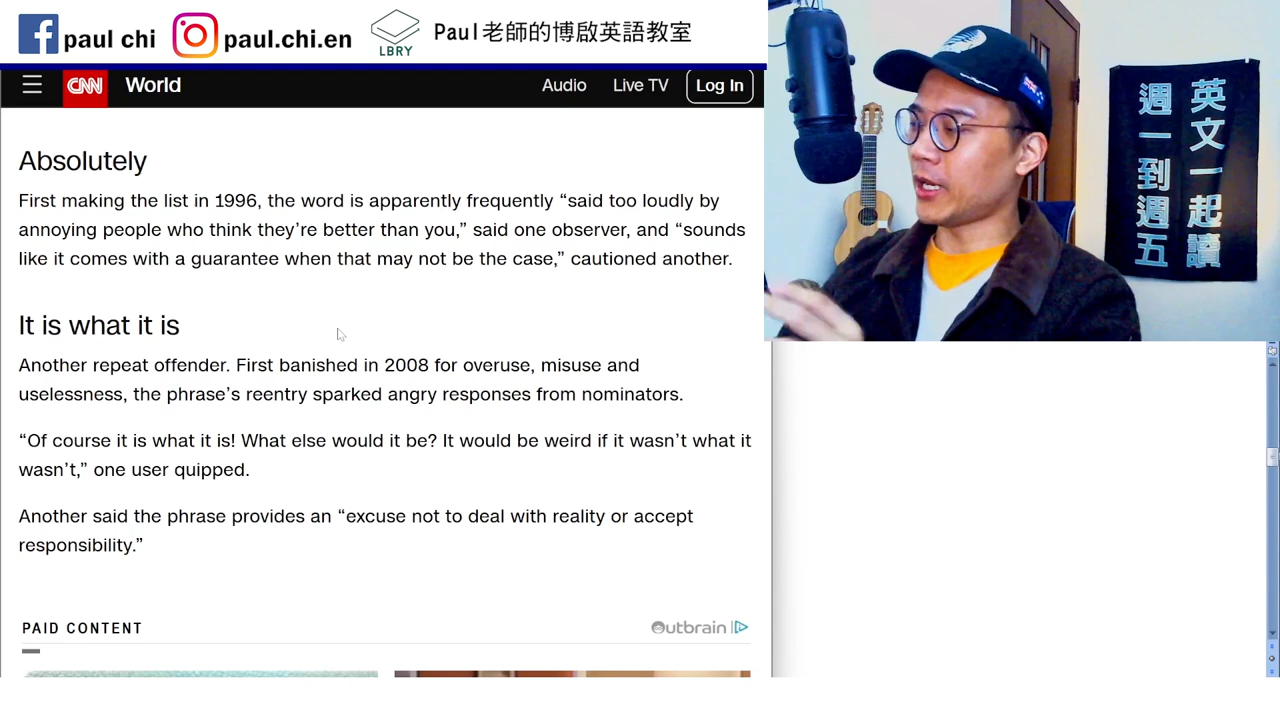 paul chi
paul.chi.en
LBRY
Paul老師的博啟英語教室
CNN
World
Audio
Live TV
Log In
Absolutely
First making the list in 1996, the word is apparently frequently “said too loudly by
annoying people who think they’re better than you,” said one observer, and “sounds
like it comes with a guarantee when that may not be the case,” cautioned another.
It is what it is
Another repeat offender. First banished in 2008 for overuse, misuse and
uselessness, the phrase’s reentry sparked angry responses from nominators.
“Of course it is what it is! What else would it be? It would be weird if it wasn’t what it
wasn’t,” one user quipped.
Another said the phrase provides an “excuse not to deal with reality or accept
responsibility.”
PAID CONTENT
Outbrain
英文一起讀
週一到週五